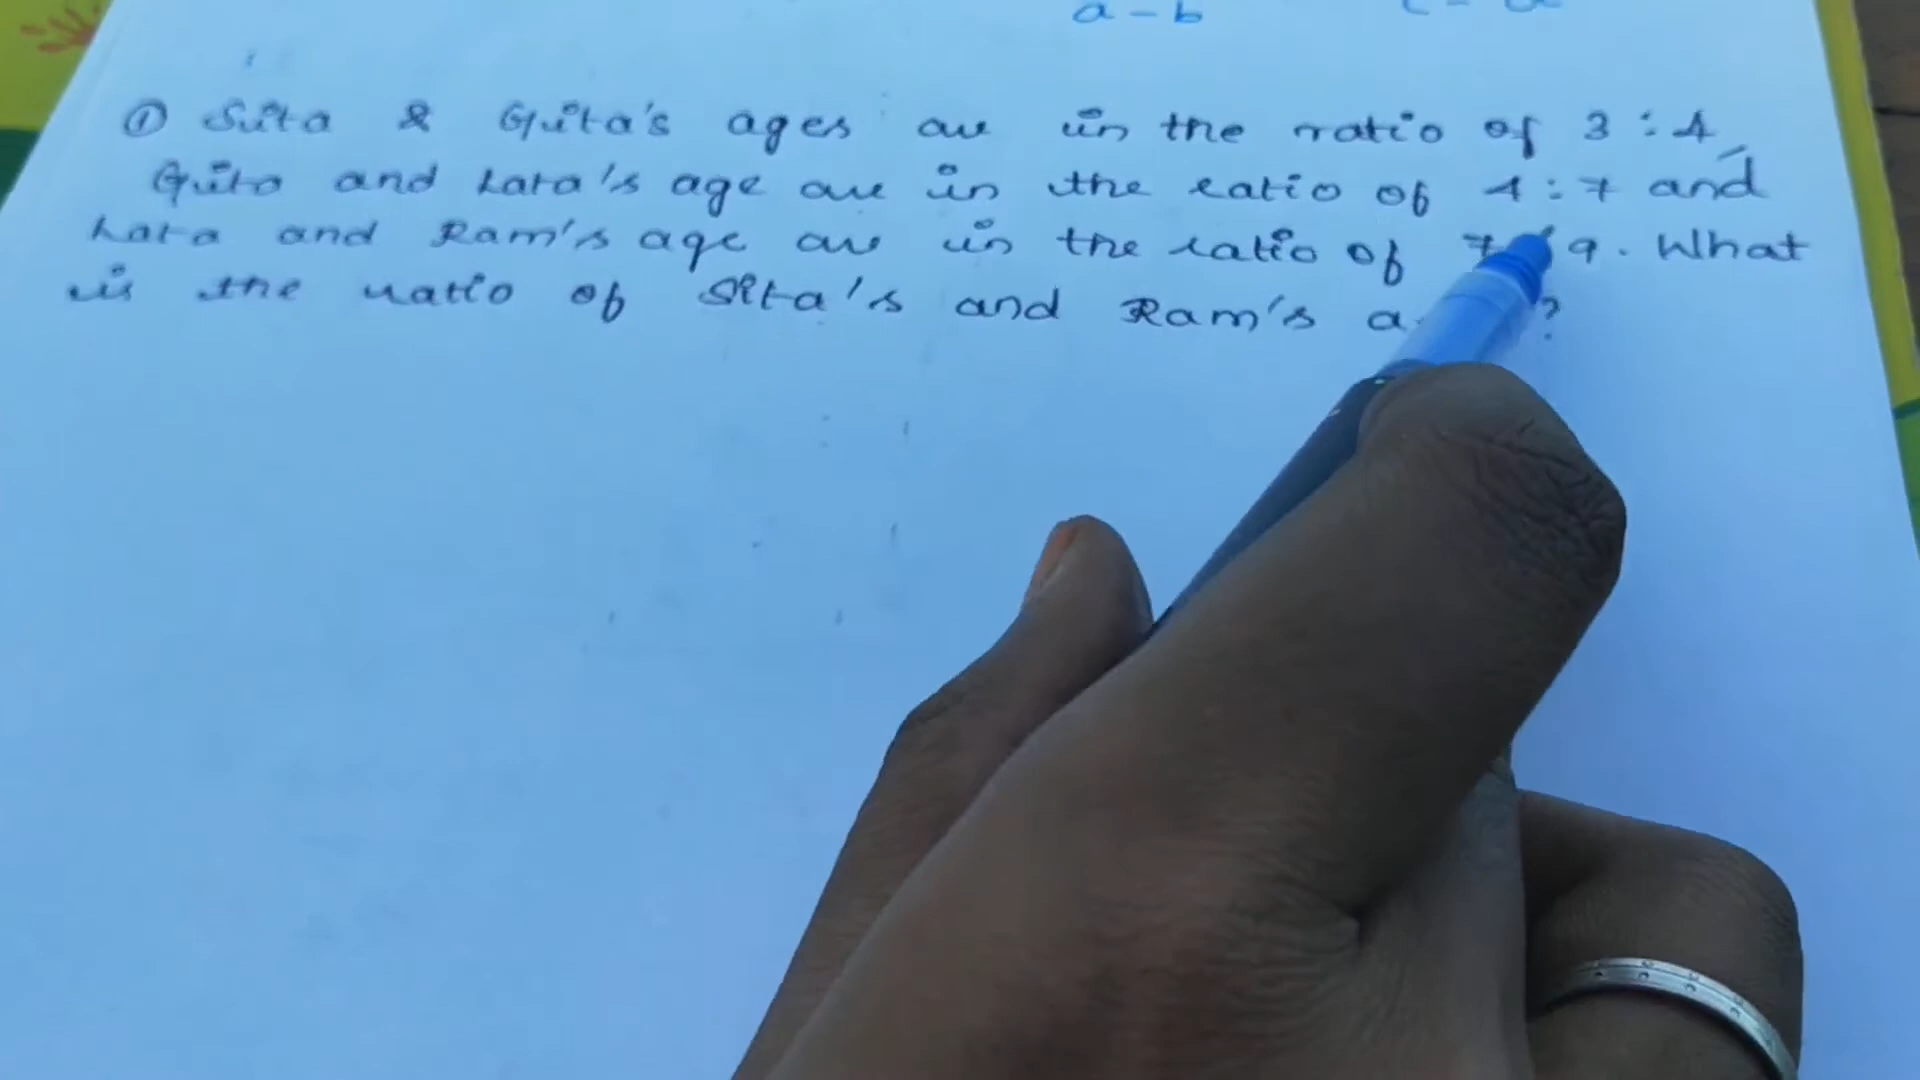 a - b
① Sita & Gita's ages are in the ratio of 3 : 4,
Gita and Lata's age are in the ratio of 4 : 7 and
Lata and Ram's age are in the ratio of 7 : 9. What
is the ratio of Sita's and Ram's ?